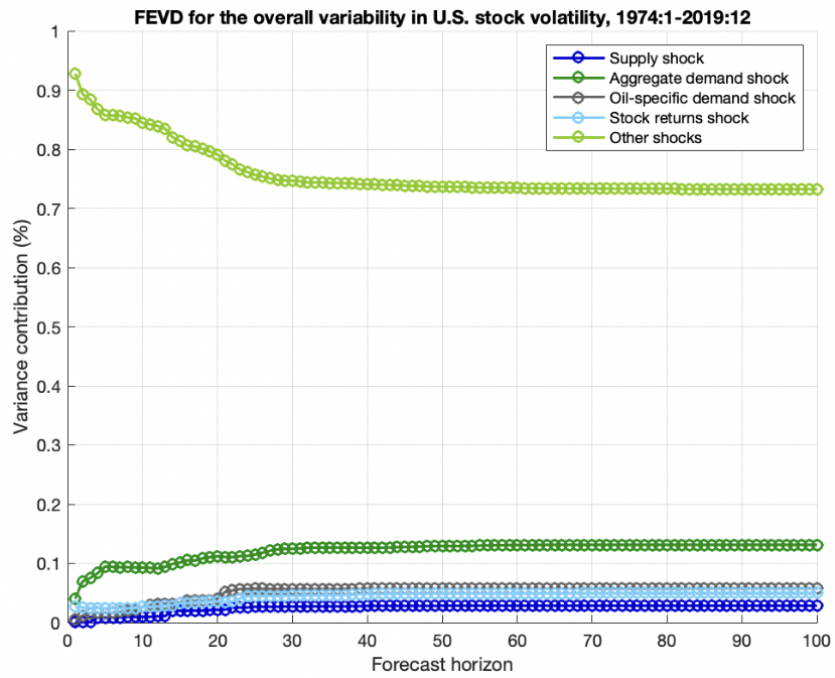 FEVD for the overall variability in U.S. stock volatility, 1974:1-2019:12
Supply shock
Aggregate demand shock
Oil-specific demand shock
Stock returns shock
Other shocks
Variance contribution (%)
1
0.9
0.8
0.7
0.6
0.5
0.4
0.3
0.2
0.1
0
0 10 20 30 40 50 60 70 80 90 100
Forecast horizon